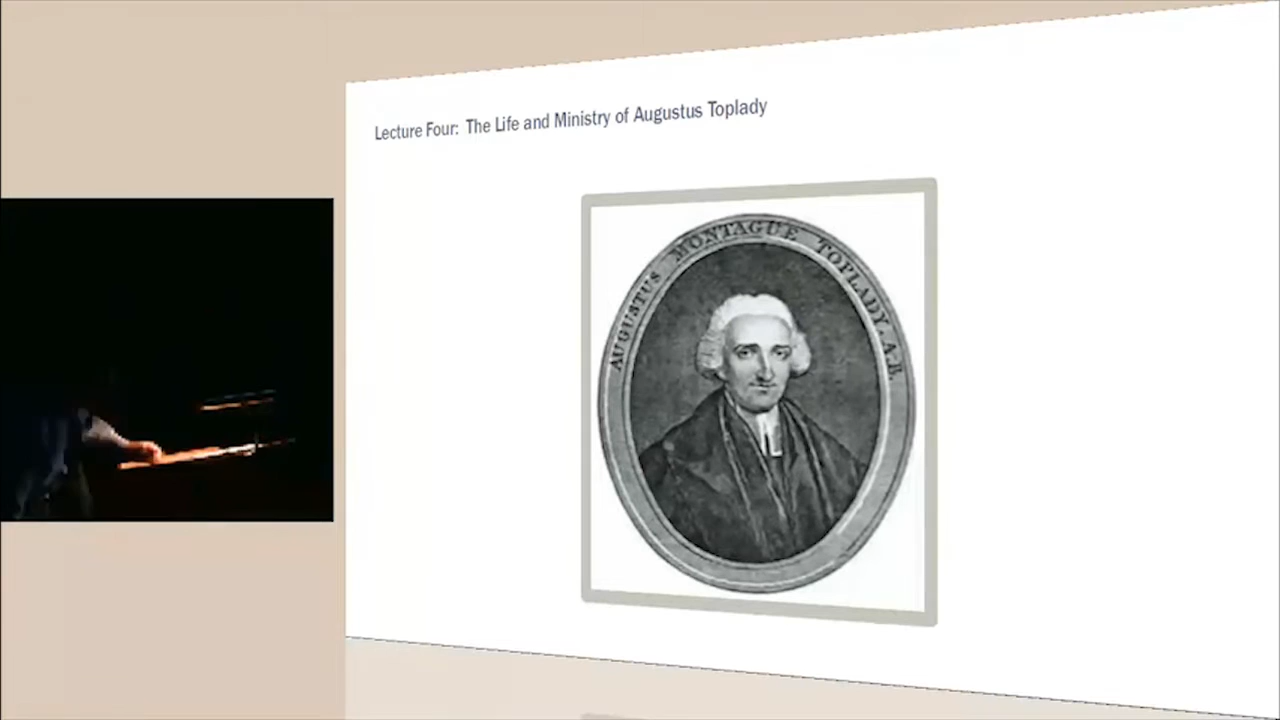 Lecture Four: The Life and Ministry of Augustus Toplady
AUGUSTUS MONTAGUE TOPLADY, A.B.